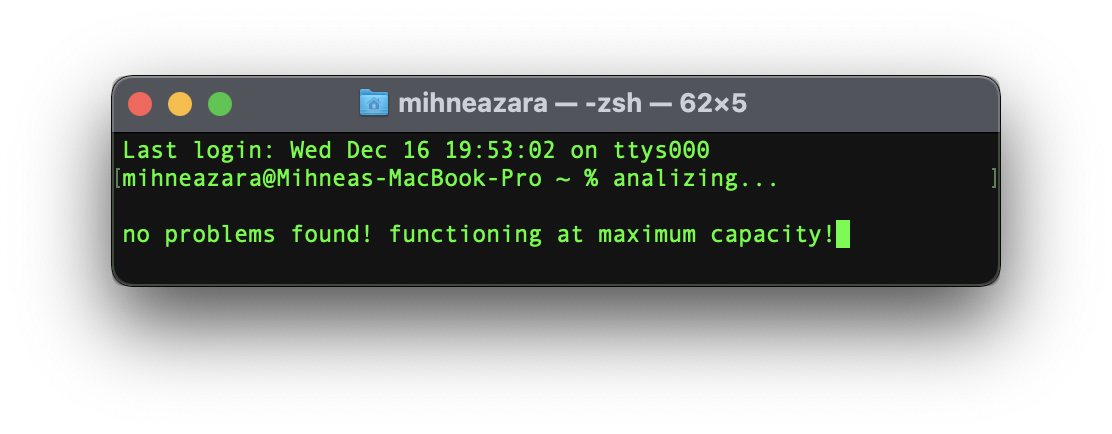 mihneazara — -zsh — 62×5
Last login: Wed Dec 16 19:53:02 on ttys000
[mihneazara@Mihneas-MacBook-Pro ~ % analizing... ]
no problems found! functioning at maximum capacity!